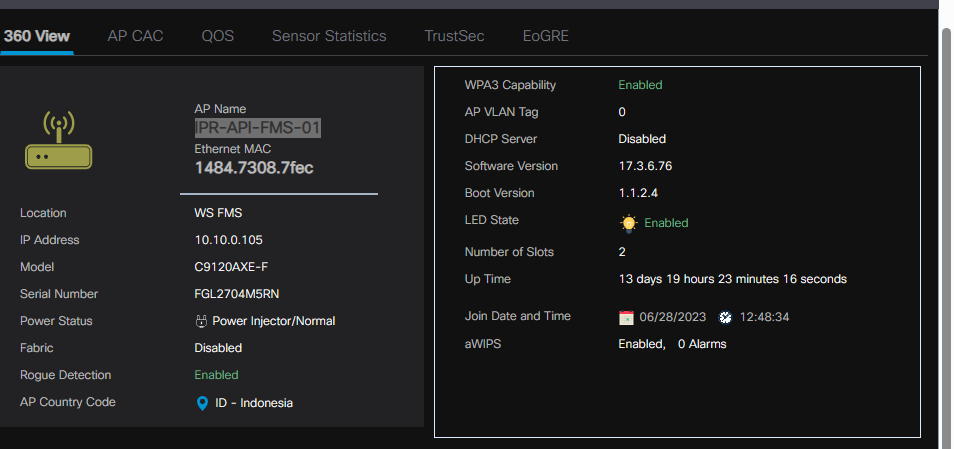 360 View AP CAC QOS Sensor Statistics TrustSec EoGRE
AP Name
IPR-API-FMS-01
Ethernet MAC
1484.7308.7fec
Location WS FMS
IP Address 10.10.0.105
Model C9120AXE-F
Serial Number FGL2704M5RN
Power Status Power Injector/Normal
Fabric Disabled
Rogue Detection Enabled
AP Country Code ID - Indonesia
WPA3 Capability Enabled
AP VLAN Tag 0
DHCP Server Disabled
Software Version 17.3.6.76
Boot Version 1.1.2.4
LED State Enabled
Number of Slots 2
Up Time 13 days 19 hours 23 minutes 16 seconds
Join Date and Time 06/28/2023 12:48:34
aWIPS Enabled, 0 Alarms